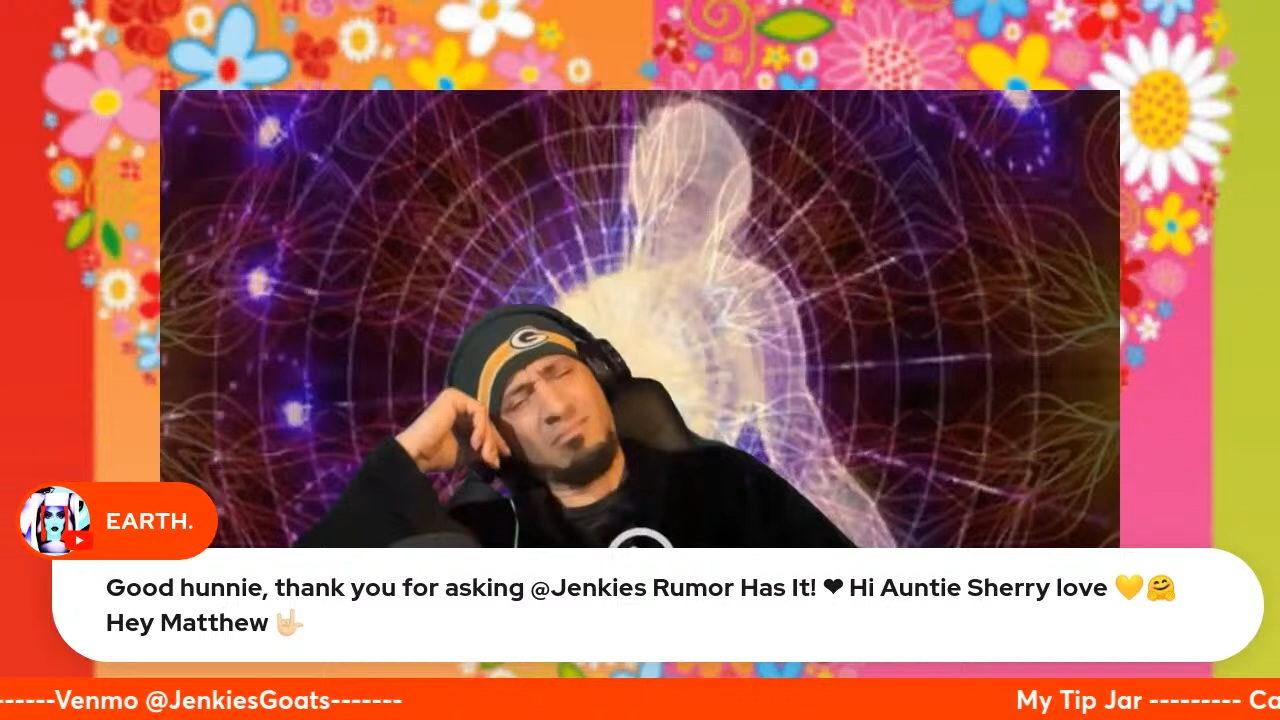 G
EARTH.
Good hunnie, thank you for asking @Jenkies Rumor Has It! ❤ Hi Auntie Sherry love 💛🤗
Hey Matthew 🤟🏻
------Venmo @JenkiesGoats------- My Tip Jar --------- Ca